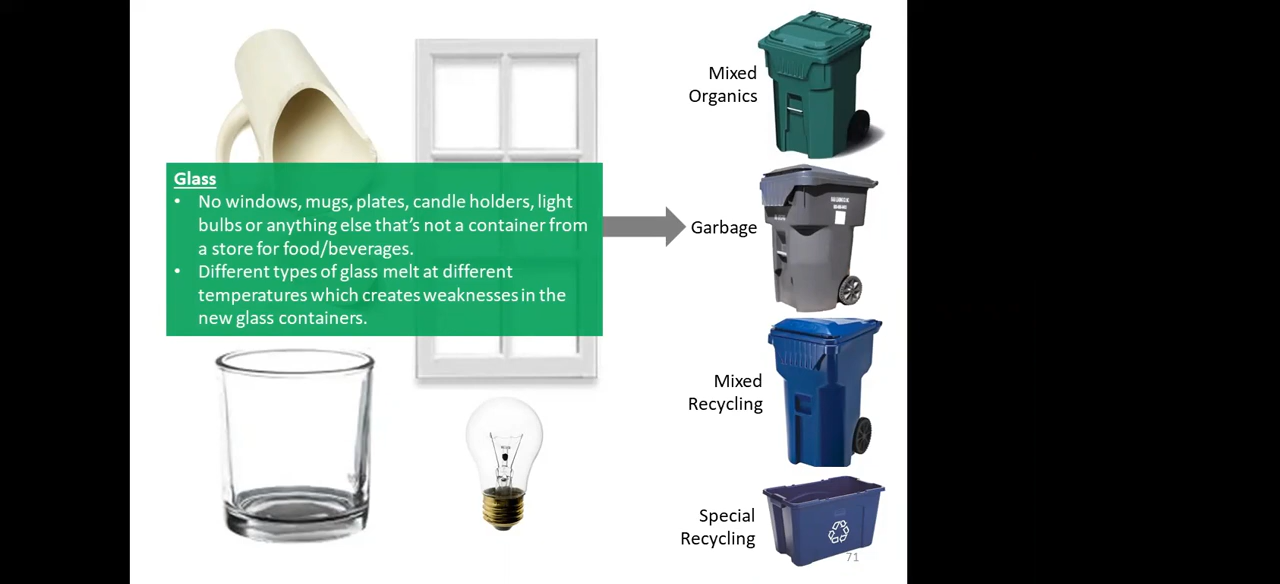 Mixed
Organics
Glass
• No windows, mugs, plates, candle holders, light
bulbs or anything else that's not a container from
a store for food/beverages.
• Different types of glass melt at different
temperatures which creates weaknesses in the
new glass containers.
Garbage
Mixed
Recycling
Special
Recycling
71